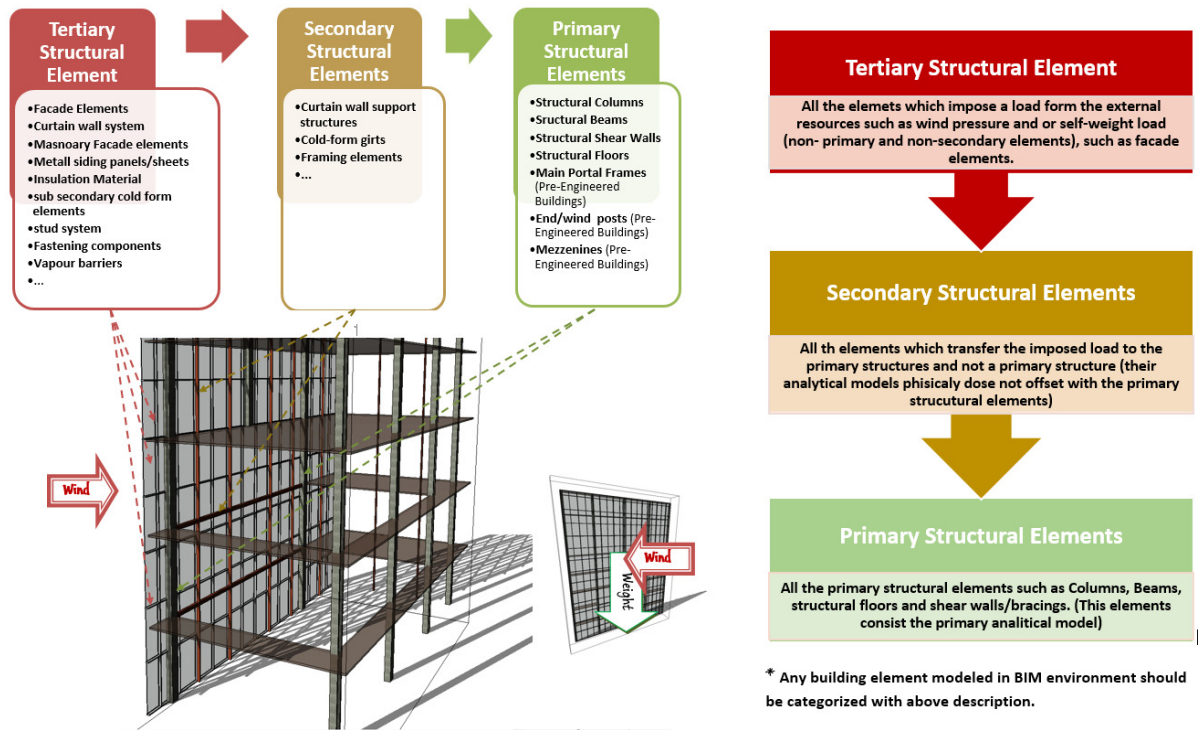 Tertiary
Structural
Element
•Facade Elements
•Curtain wall system
•Masnoary Facade elements
•Metall siding panels/sheets
•Insulation Material
•sub secondary cold form
elements
•stud system
•Fastening components
•Vapour barriers
•...
Secondary
Structural
Elements
•Curtain wall support
structures
•Cold-form girts
•Framing elements
•...
Primary
Structural
Elements
•Structural Columns
•Sructural Beams
•Structural Shear Walls
•Structural Floors
•Main Portal Frames
(Pre-Engineered
Buildings)
•End/wind posts (Pre-
Engineered Buildings)
•Mezzenines (Pre-
Engineered Buildings)
Wind
Wind
Weight
Tertiary Structural Element
All the elemets which impose a load form the external
resources such as wind pressure and or self-weight load
(non- primary and non-secondary elements), such as facade
elements.
Secondary Structural Elements
All th elements which transfer the imposed load to the
primary structures and not a primary structure (their
analytical models phisicaly dose not offset with the primary
strucutural elements)
Primary Structural Elements
All the primary structural elements such as Columns, Beams,
structural floors and shear walls/bracings. (This elements
consist the primary analitical model)
* Any building element modeled in BIM environment should
be categorized with above description.